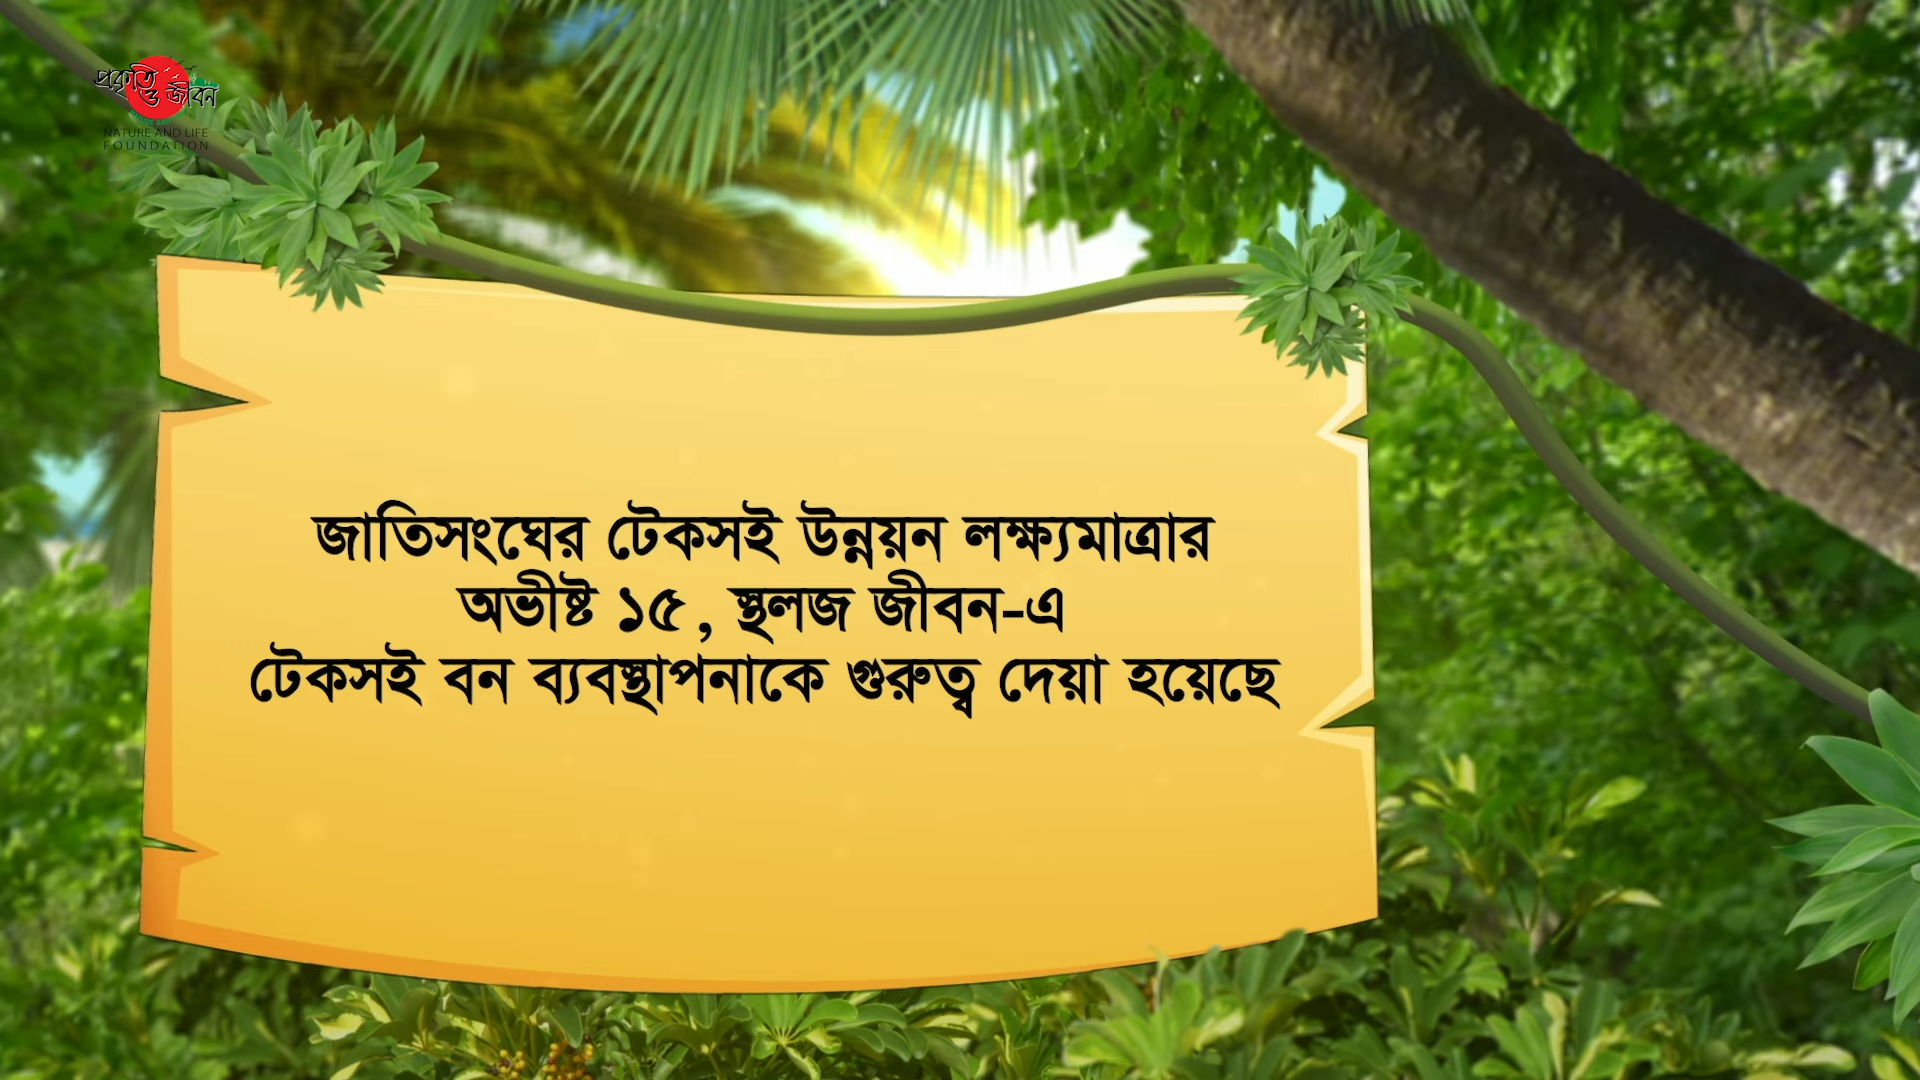 প্রকৃতি ও জীবন
NATURE AND LIFE
FOUNDATION
জাতিসংঘের টেকসই উন্নয়ন লক্ষ্যমাত্রার
অভীষ্ট ১৫, স্থলজ জীবন-এ
টেকসই বন ব্যবস্থাপনাকে গুরুত্ব দেয়া হয়েছে